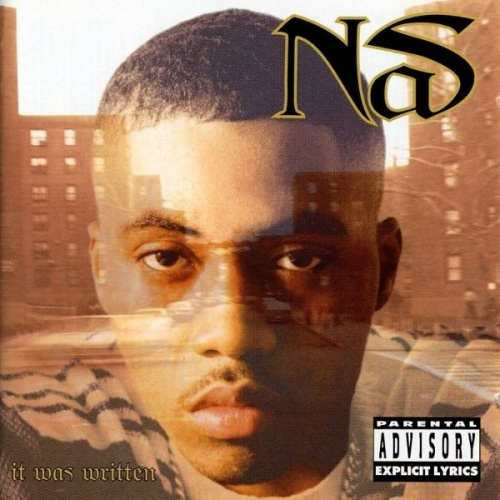 Nas
it was written
PARENTAL
ADVISORY
EXPLICIT LYRICS